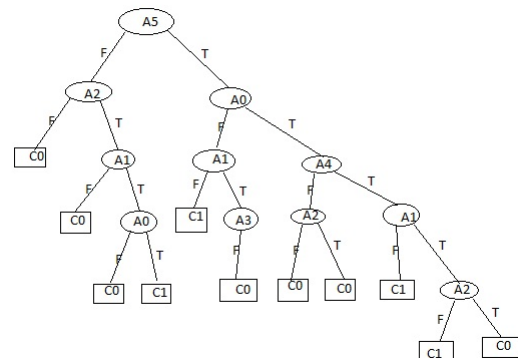 A5
F T
A2 A0
F T F T
C0 A1 A1 A4
F T F T F T
C0 A0 C1 A3 A2 A1
F T F F T F T
C0 C1 C0 C0 C0 C1 A2
F T
C1 C0